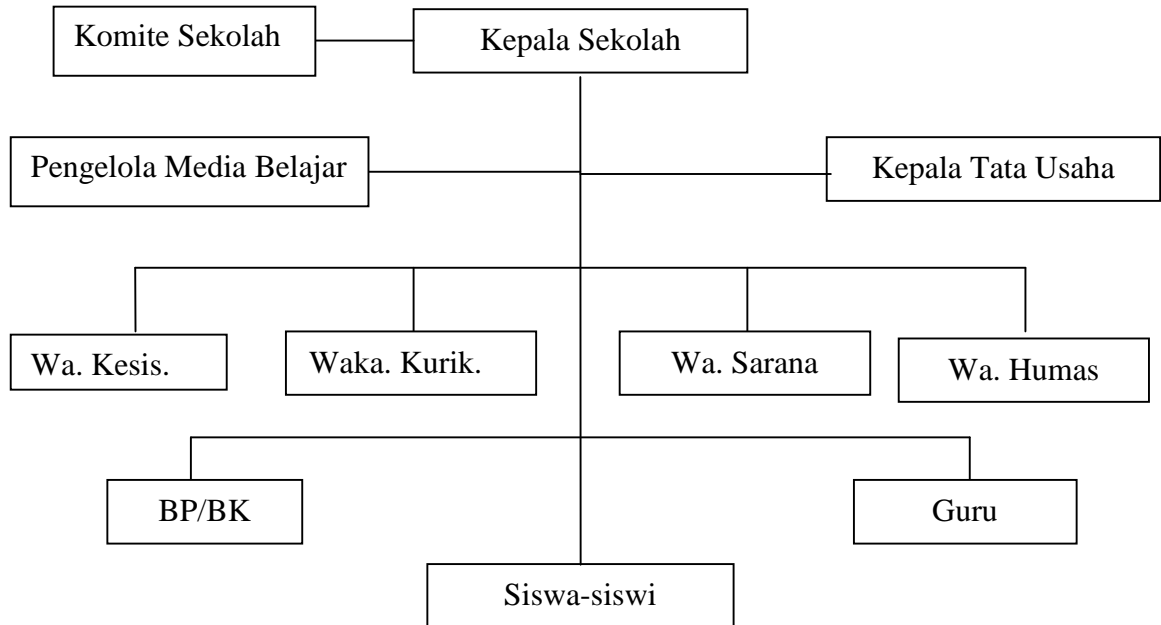 Komite Sekolah
Kepala Sekolah
Pengelola Media Belajar
Kepala Tata Usaha
Wa. Kesis.
Waka. Kurik.
Wa. Sarana
Wa. Humas
BP/BK
Guru
Siswa-siswi